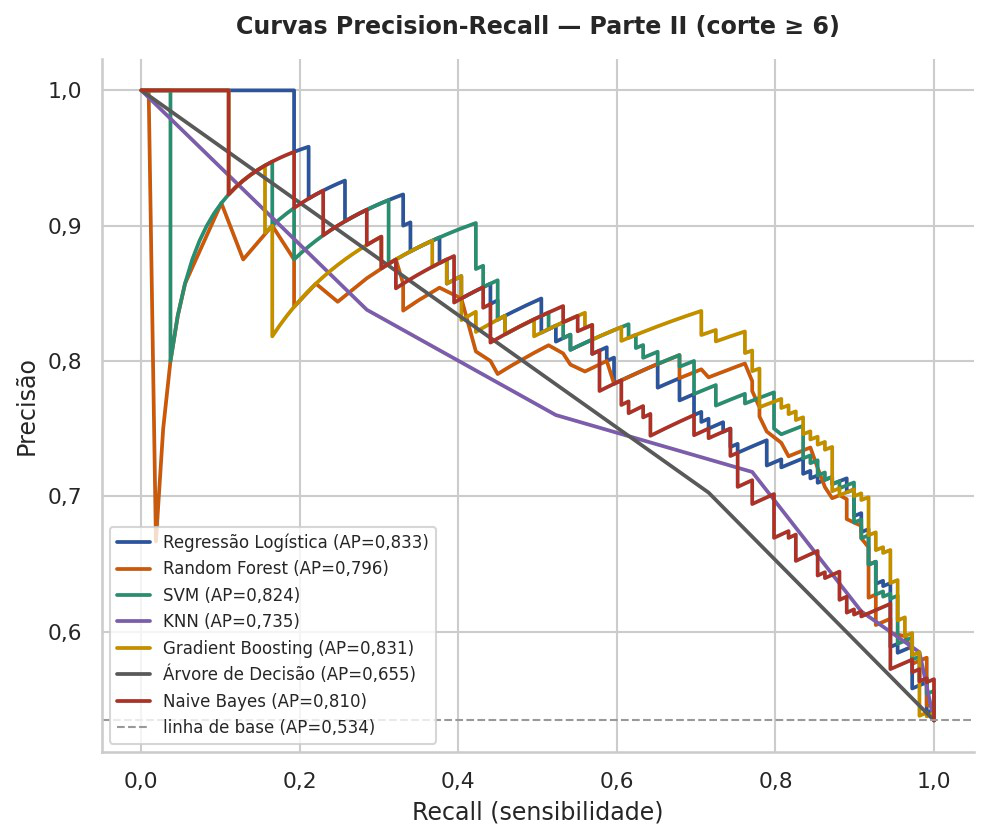 Curvas Precision-Recall — Parte II (corte ≥ 6)
1,0
0,9
0,8
0,7
0,6
Precisão
Regressão Logística (AP=0,833)
Random Forest (AP=0,796)
SVM (AP=0,824)
KNN (AP=0,735)
Gradient Boosting (AP=0,831)
Árvore de Decisão (AP=0,655)
Naive Bayes (AP=0,810)
linha de base (AP=0,534)
0,0 0,2 0,4 0,6 0,8 1,0
Recall (sensibilidade)